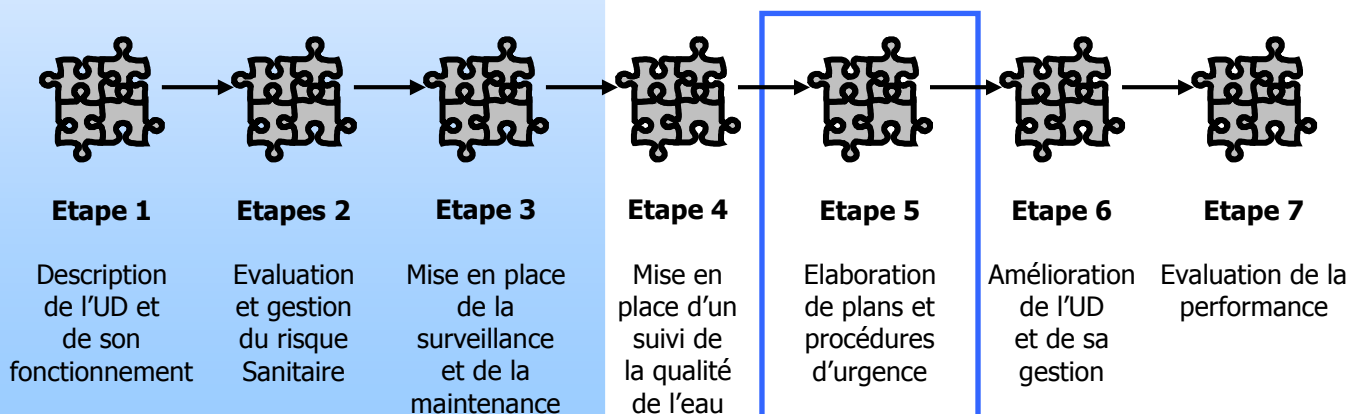 Etape 1
Description
de l'UD et
de son
fonctionnement
Etapes 2
Evaluation
et gestion
du risque
Sanitaire
Etape 3
Mise en place
de la
surveillance
et de la
maintenance
Etape 4
Mise en
place d'un
suivi de
la qualité
de l'eau
Etape 5
Elaboration
de plans et
procédures
d'urgence
Etape 6
Amélioration
de l'UD
et de sa
gestion
Etape 7
Evaluation de la
performance